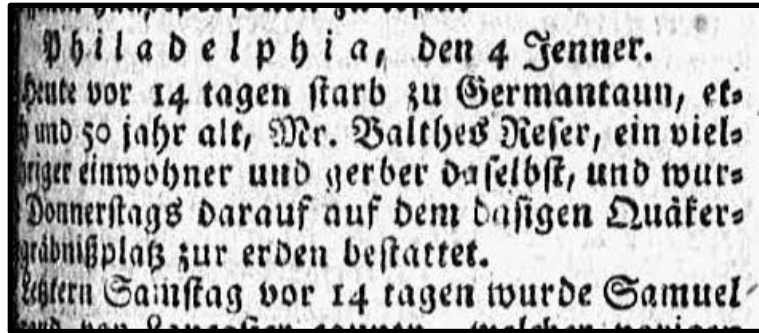 Philadelphia, den 4 Jenner.
Heute vor 14 tagen starb zu Germantaun, et⸗
und 50 jahr alt, Mr. Balthes Reser, ein viel⸗
riger einwohner und gerber daselbst, und wur⸗
Donnerstags darauf auf dem dasigen Quäker⸗
gräbnißplatz zur erden bestattet.
Letztern Samstag vor 14 tagen wurde Samuel